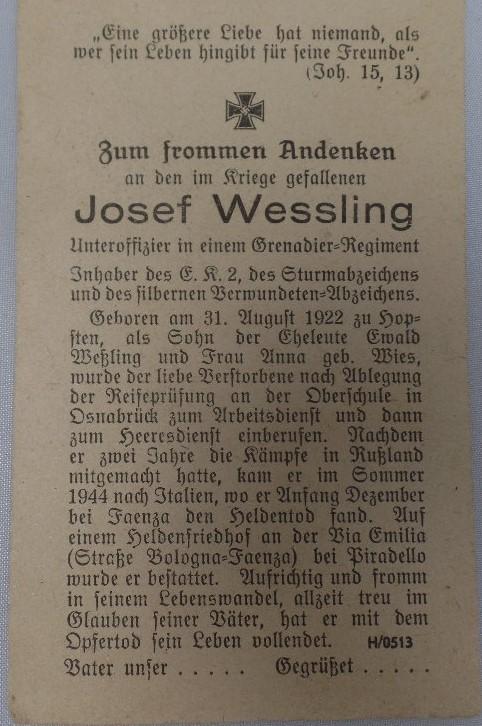 „Eine größere Liebe hat niemand, als
wer sein Leben hingibt für seine Freunde“.
(Joh. 15, 13)
Zum frommen Andenken
an den im Kriege gefallenen
Josef Wessling
Unteroffizier in einem Grenadier-Regiment
Inhaber des E. K. 2, des Sturmabzeichens
und des silbernen Verwundeten-Abzeichens.
Geboren am 31. August 1922 zu Hop-
sten, als Sohn der Eheleute Ewald
Weßling und Frau Anna geb. Wies,
wurde der liebe Verstorbene nach Ablegung
der Reifeprüfung an der Oberschule in
Osnabrück zum Arbeitsdienst und dann
zum Heeresdienst einberufen. Nachdem
er zwei Jahre die Kämpfe in Rußland
mitgemacht hatte, kam er im Sommer
1944 nach Italien, wo er Anfang Dezember
bei Faenza den Heldentod fand. Auf
einem Heldenfriedhof an der Via Emilia
(Straße Bologna-Faenza) bei Piradello
wurde er bestattet. Aufrichtig und fromm
in seinem Lebenswandel, allzeit treu im
Glauben seiner Väter, hat er mit dem
Opfertod sein Leben vollendet. H/0513
Vater unser . . . . . Gegrüßet . . . . .